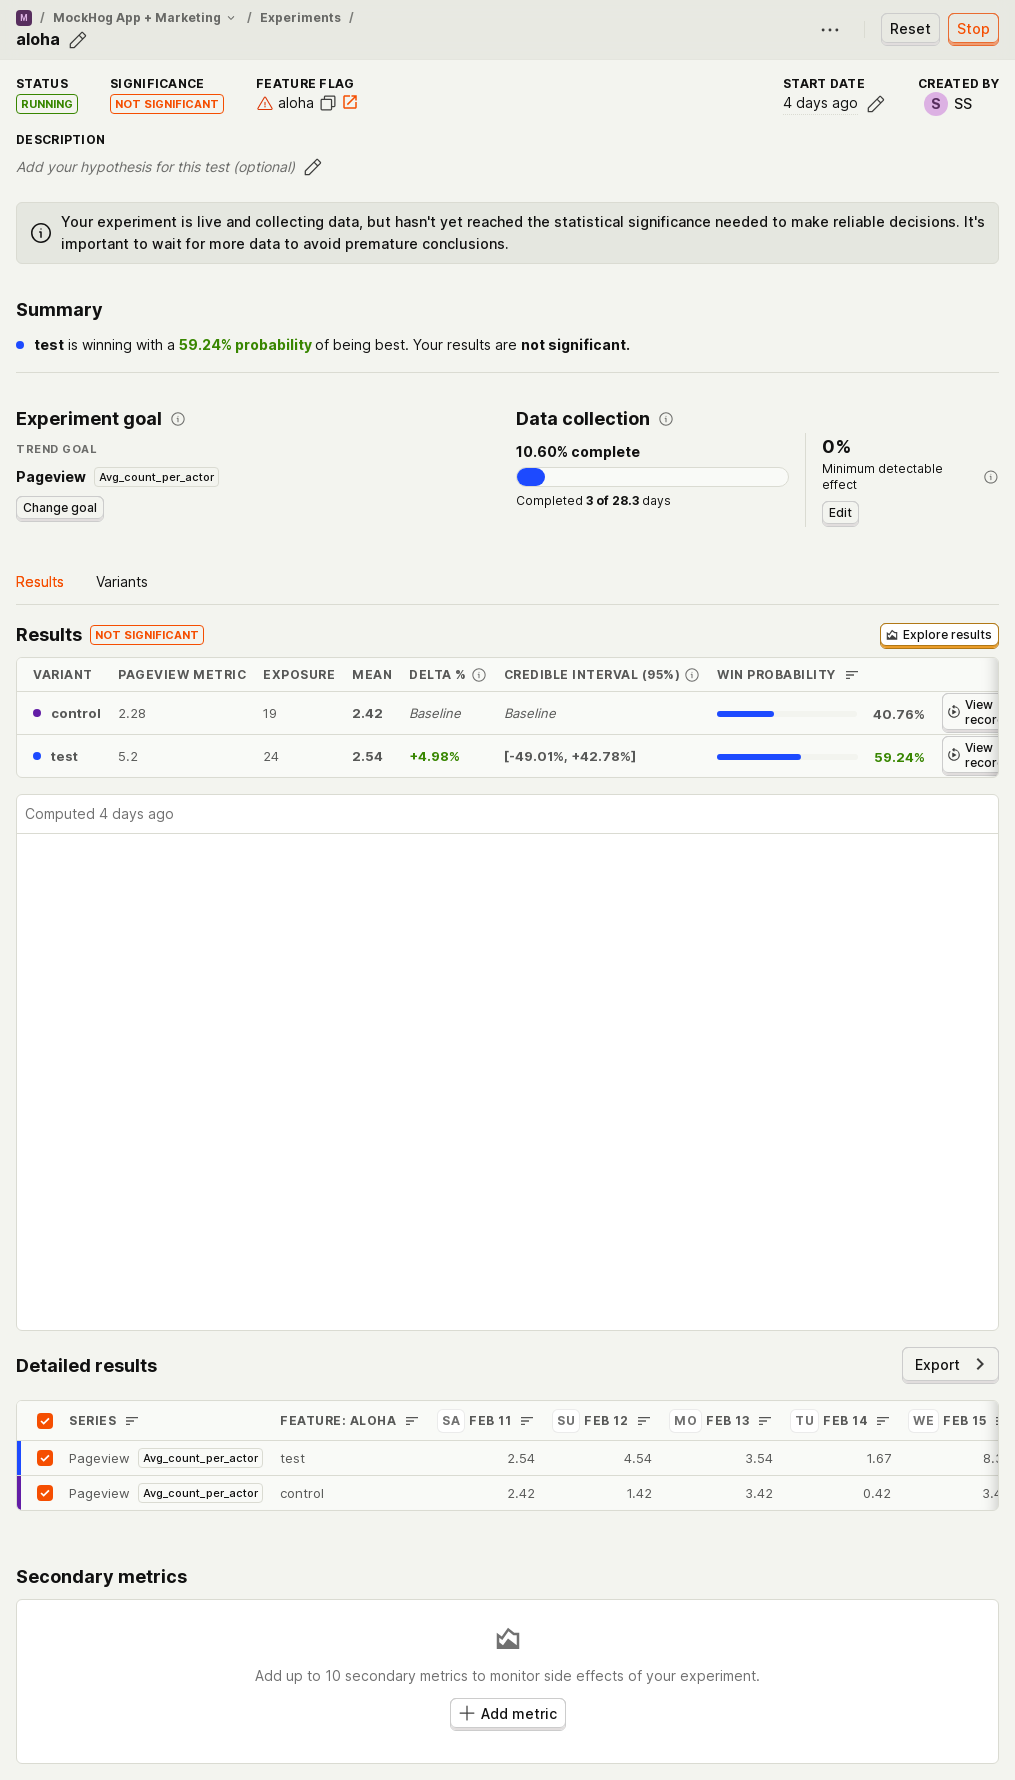 M / MockHog App + Marketing / Experiments /
aloha
Reset
Stop
STATUS
RUNNING
SIGNIFICANCE
NOT SIGNIFICANT
FEATURE FLAG
aloha
START DATE
4 days ago
CREATED BY
S SS
DESCRIPTION
Add your hypothesis for this test (optional)
Your experiment is live and collecting data, but hasn't yet reached the statistical significance needed to make reliable decisions. It's
important to wait for more data to avoid premature conclusions.
Summary
test is winning with a 59.24% probability of being best. Your results are not significant.
Experiment goal
TREND GOAL
Pageview Avg_count_per_actor
Change goal
Data collection
10.60% complete
Completed 3 of 28.3 days
0%
Minimum detectable
effect
Edit
Results Variants
Results NOT SIGNIFICANT
Explore results
VARIANT PAGEVIEW METRIC EXPOSURE MEAN DELTA % CREDIBLE INTERVAL (95%) WIN PROBABILITY
control 2.28 19 2.42 Baseline Baseline 40.76% View
recor
test 5.2 24 2.54 +4.98% [-49.01%, +42.78%] 59.24% View
recor
Computed 4 days ago
Detailed results
Export
SERIES FEATURE: ALOHA SA FEB 11 SU FEB 12 MO FEB 13 TU FEB 14 WE FEB 15
Pageview Avg_count_per_actor test 2.54 4.54 3.54 1.67 8.3
Pageview Avg_count_per_actor control 2.42 1.42 3.42 0.42 3.4
Secondary metrics
Add up to 10 secondary metrics to monitor side effects of your experiment.
Add metric